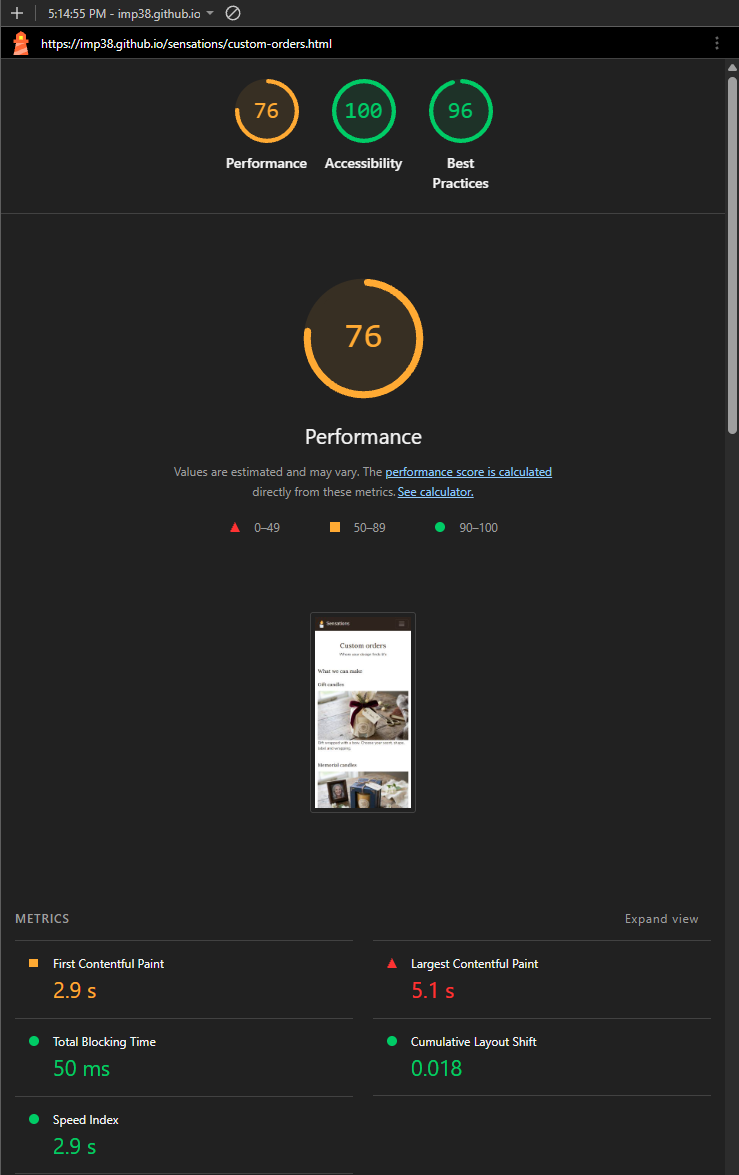 5:14:55 PM - imp38.github.io
https://imp38.github.io/sensations/custom-orders.html
76
100
96
Performance
Accessibility
Best
Practices
76
Performance
Values are estimated and may vary. The performance score is calculated
directly from these metrics. See calculator.
0–49
50–89
90–100
Sensations
Custom orders
What we can make
Gift candles
Memorial candles
METRICS
Expand view
First Contentful Paint
2.9 s
Largest Contentful Paint
5.1 s
Total Blocking Time
50 ms
Cumulative Layout Shift
0.018
Speed Index
2.9 s